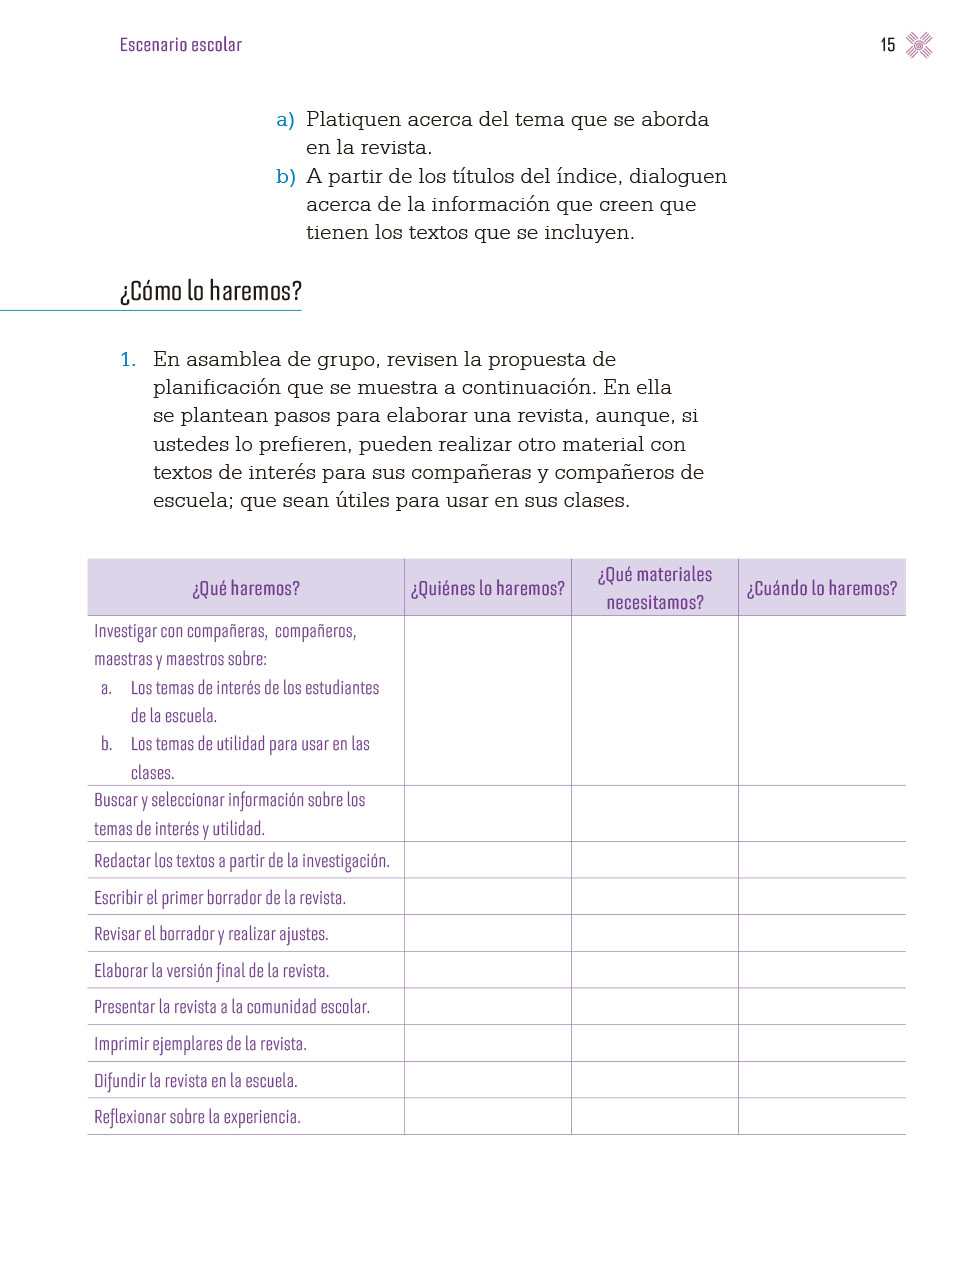 Escenario escolar
15
a) Platiquen acerca del tema que se aborda
en la revista.
b) A partir de los títulos del índice, dialoguen
acerca de la información que creen que
tienen los textos que se incluyen.
¿Cómo lo haremos?
1. En asamblea de grupo, revisen la propuesta de
planificación que se muestra a continuación. En ella
se plantean pasos para elaborar una revista, aunque, si
ustedes lo prefieren, pueden realizar otro material con
textos de interés para sus compañeras y compañeros de
escuela; que sean útiles para usar en sus clases.
¿Qué haremos?
¿Quiénes lo haremos?
¿Qué materiales
necesitamos?
¿Cuándo lo haremos?
Investigar con compañeras, compañeros,
maestras y maestros sobre:
a. Los temas de interés de los estudiantes
de la escuela.
b. Los temas de utilidad para usar en las
clases.
Buscar y seleccionar información sobre los
temas de interés y utilidad.
Redactar los textos a partir de la investigación.
Escribir el primer borrador de la revista.
Revisar el borrador y realizar ajustes.
Elaborar la versión final de la revista.
Presentar la revista a la comunidad escolar.
Imprimir ejemplares de la revista.
Difundir la revista en la escuela.
Reflexionar sobre la experiencia.